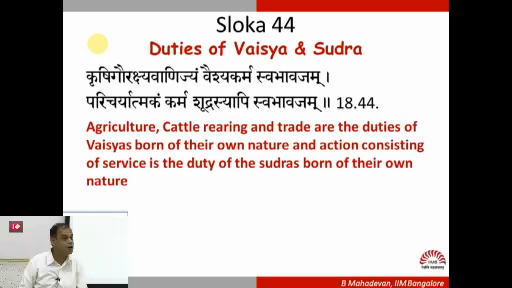 Sloka 44
Duties of Vaisya & Sudra
कृषिगौरक्ष्यवाणिज्यं वैश्यकर्म स्वभावजम् ।
परिचर्यात्मकं कर्म शूद्रस्यापि स्वभावजम् ॥ 18.44.
Agriculture, Cattle rearing and trade are the duties of
Vaisyas born of their own nature and action consisting
of service is the duty of the sudras born of their own
nature
B Mahadevan, IIM Bangalore